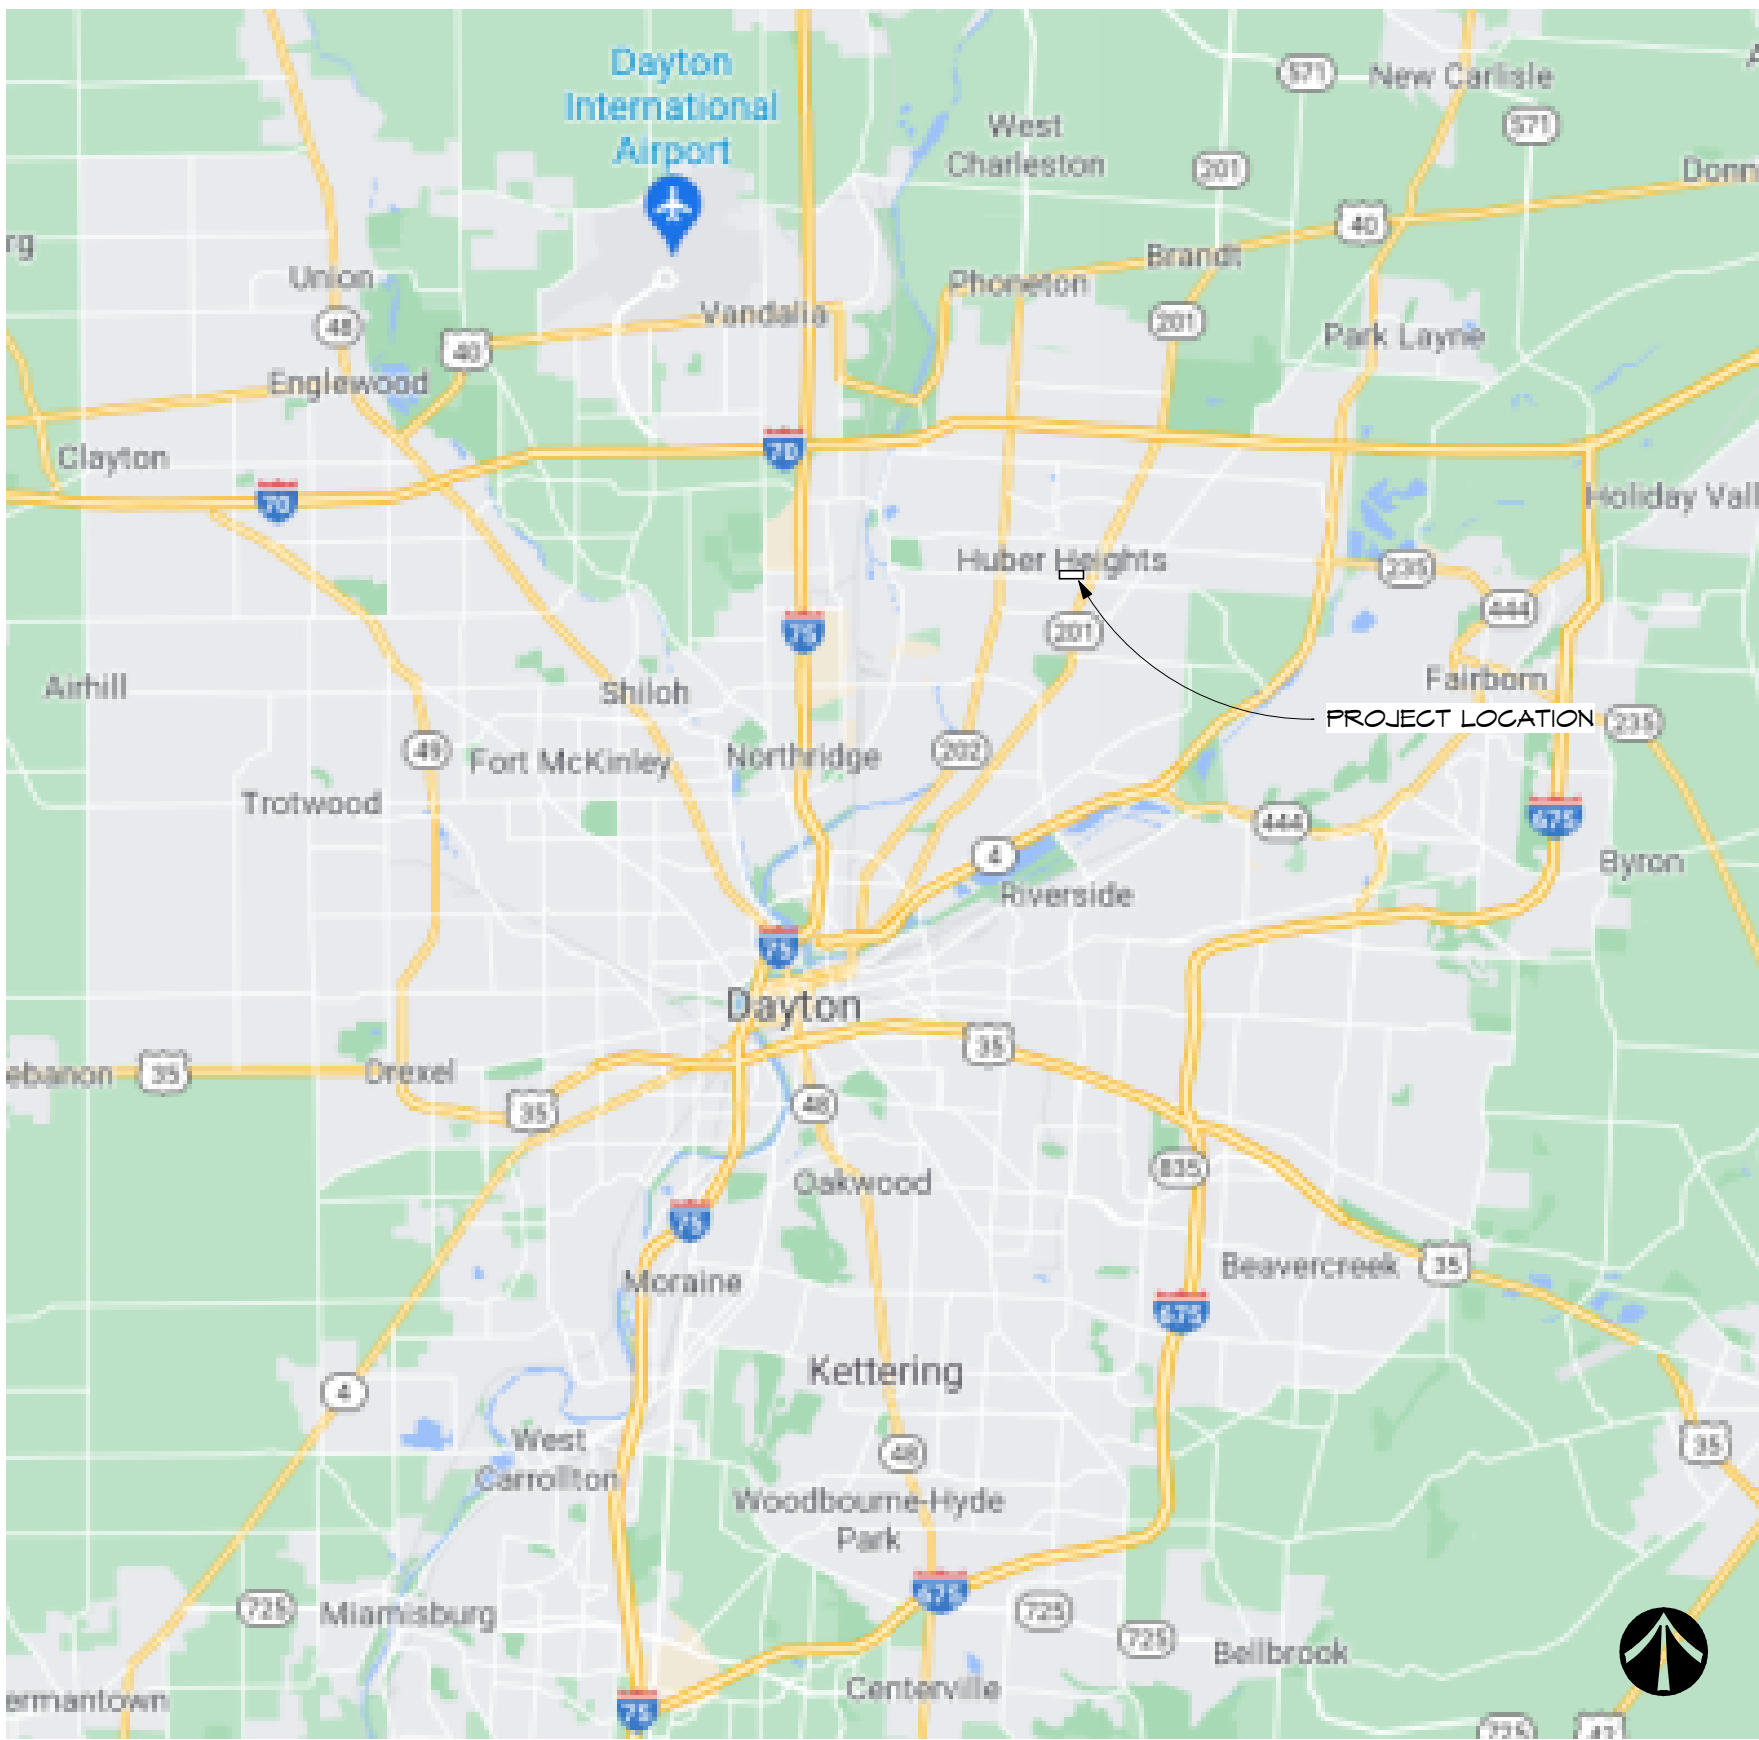 Dayton
International
Airport
571
New Carlisle
571
West
Charleston
201
Donn
40
rg
Union
Brandt
Phoneton
48
Vandalia
201
Park Layne
40
Englewood
Clayton
70
70
Holiday Vall
Huber Heights
235
444
75
201
Airhill
Shiloh
Fairborn
PROJECT LOCATION
235
49
Fort McKinley
Northridge
202
Trotwood
444
675
4
Byron
Riverside
75
Dayton
35
ebanon
35
Drexel
35
48
835
Oakwood
75
Beavercreek
35
Moraine
675
Kettering
4
West
Carrollton
48
35
Woodbourne-Hyde
Park
675
725
Miamisburg
725
725
Bellbrook
ermantown
Centerville
75
725
42